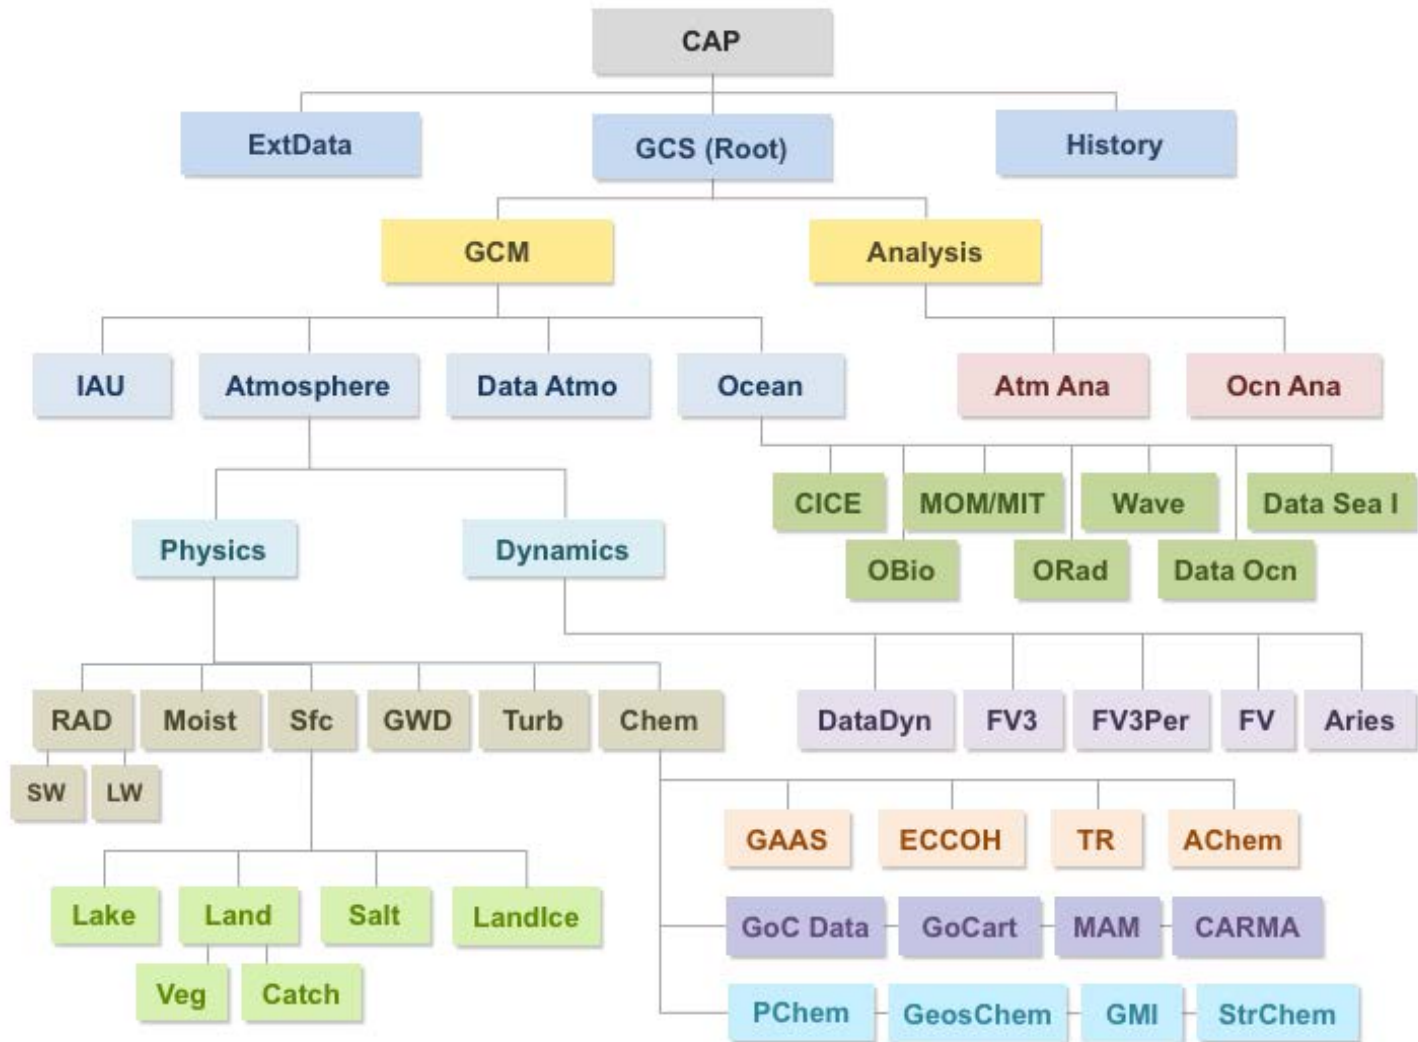 CAP
ExtData
GCS (Root)
History
GCM
Analysis
IAU
Atmosphere
Data Atmo
Ocean
Atm Ana
Ocn Ana
CICE
MOM/MIT
Wave
Data Sea I
Physics
Dynamics
OBio
ORad
Data Ocn
RAD
Moist
Sfc
GWD
Turb
Chem
DataDyn
FV3
FV3Per
FV
Aries
SW
LW
GAAS
ECCOH
TR
AChem
Lake
Land
Salt
LandIce
GoC Data
GoCart
MAM
CARMA
Veg
Catch
PChem
GeosChem
GMI
StrChem